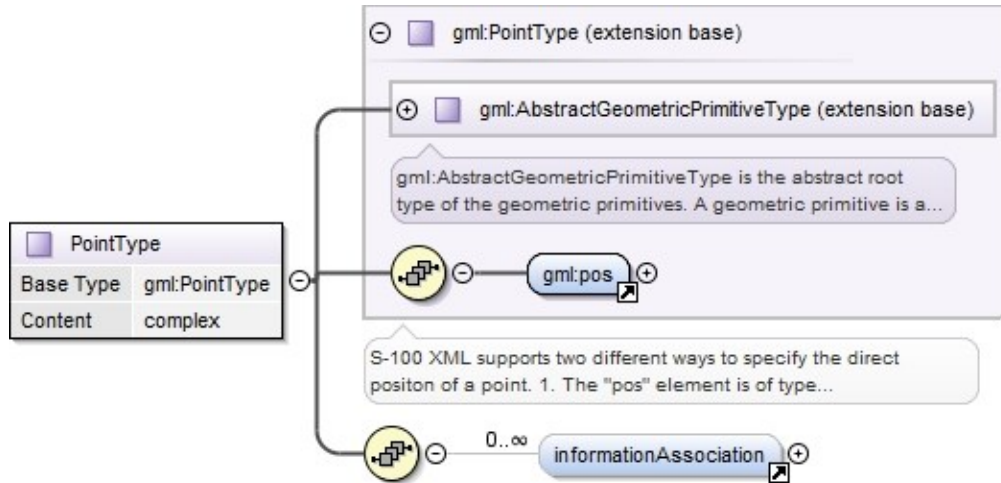 gml:PointType (extension base)
gml:AbstractGeometricPrimitiveType (extension base)
gml:AbstractGeometricPrimitiveType is the abstract root
type of the geometric primitives. A geometric primitive is a...
PointType
Base Type gml:PointType
Content complex
gml:pos
S-100 XML supports two different ways to specify the direct
positon of a point. 1. The "pos" element is of type...
0..∞
informationAssociation